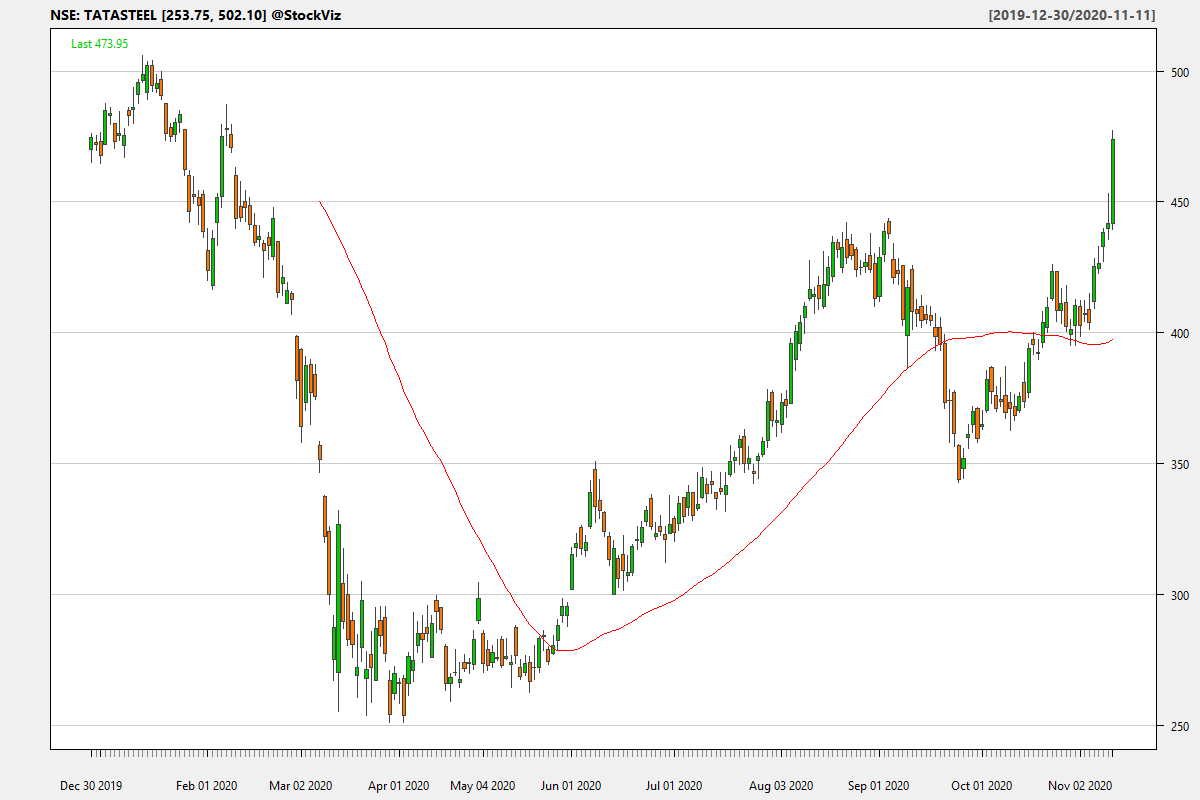 NSE: TATASTEEL [253.75, 502.10] @StockViz [2019-12-30/2020-11-11]
Last 473.95
500
450
400
350
300
250
Dec 30 2019 Feb 01 2020 Mar 02 2020 Apr 01 2020 May 04 2020 Jun 01 2020 Jul 01 2020 Aug 03 2020 Sep 01 2020 Oct 01 2020 Nov 02 2020